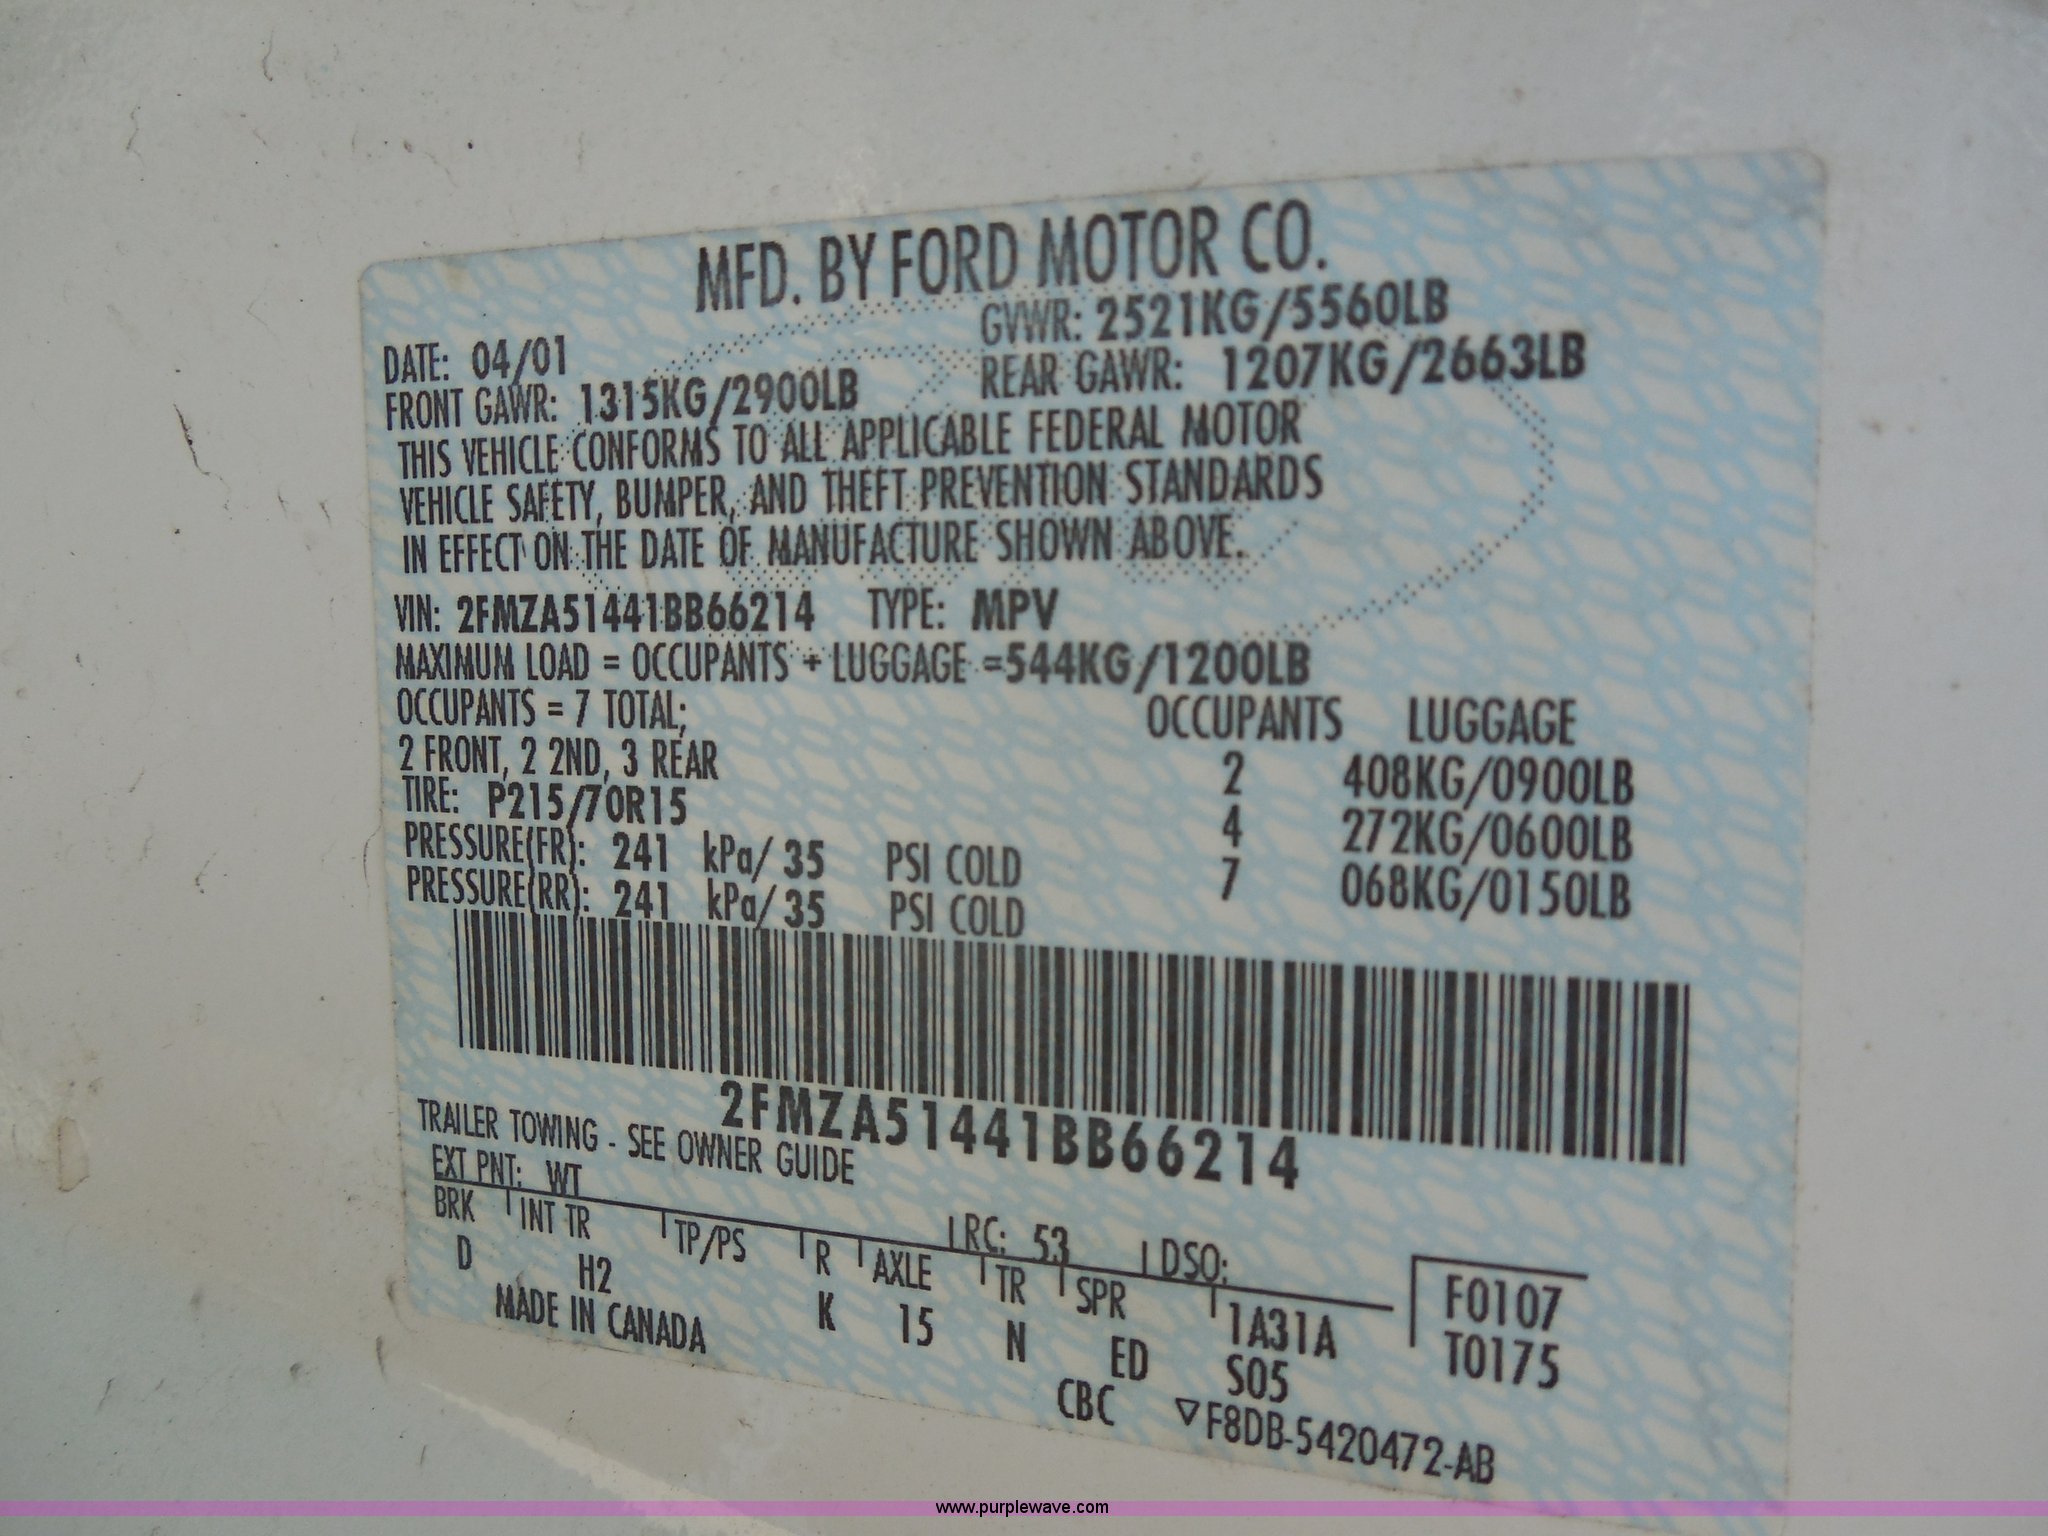 MFD. BY FORD MOTOR CO.
DATE: 04/01 GVWR: 2521KG/5560LB
FRONT GAWR: 1315KG/2900LB REAR GAWR: 1207KG/2663LB
THIS VEHICLE CONFORMS TO ALL APPLICABLE FEDERAL MOTOR
VEHICLE SAFETY, BUMPER, AND THEFT PREVENTION STANDARDS
IN EFFECT ON THE DATE OF MANUFACTURE SHOWN ABOVE.
VIN: 2FMZA51441BB66214 TYPE: MPV
MAXIMUM LOAD = OCCUPANTS + LUGGAGE =544KG/1200LB
OCCUPANTS = 7 TOTAL; OCCUPANTS LUGGAGE
2 FRONT, 2 2ND, 3 REAR 2 408KG/0900LB
TIRE: P215/70R15 4 272KG/0600LB
PRESSURE(FR): 241 kPa/ 35 PSI COLD 7 068KG/0150LB
PRESSURE(RR): 241 kPa/ 35 PSI COLD
2FMZA51441BB66214
TRAILER TOWING - SEE OWNER GUIDE
EXT PNT: WT RC: 53 DSO:
BRK INT TR TP/PS R AXLE TR SPR 1A31A F0107
D H2 K 15 N ED S05 T0175
MADE IN CANADA CBC ▽F8DB-5420472-AB
www.purplewave.com